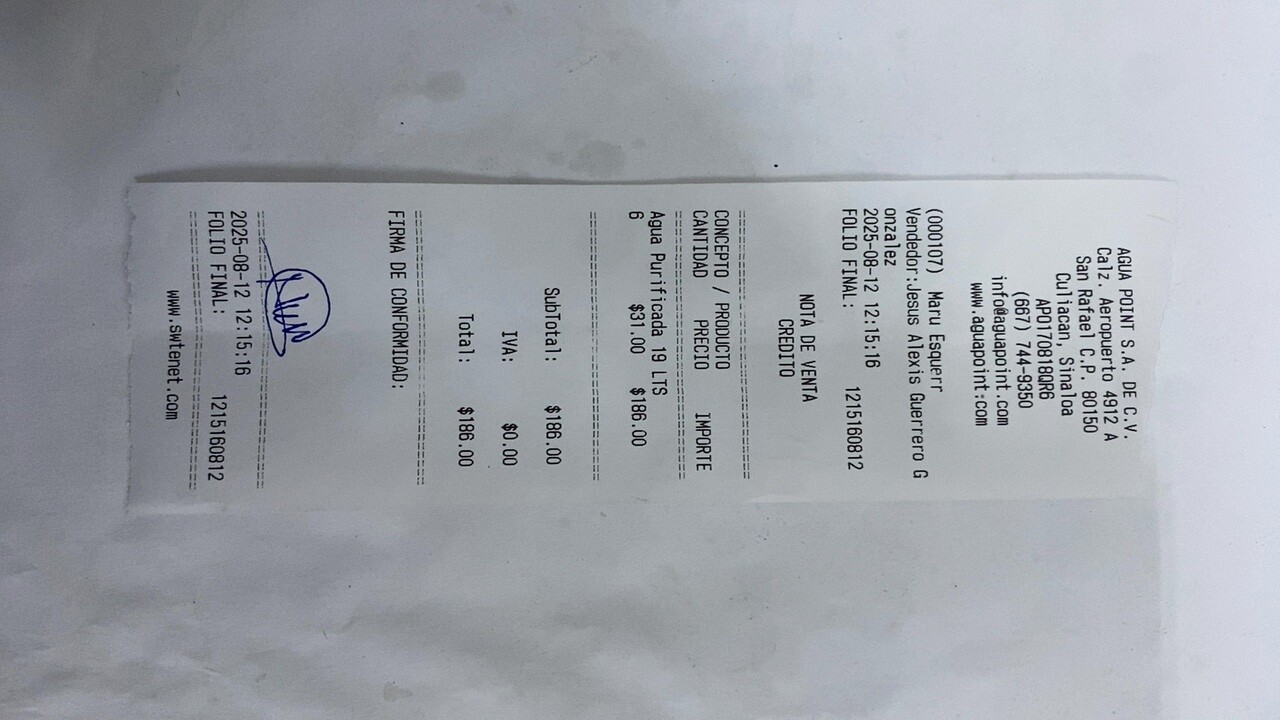 AGUA POINT S.A. DE C.V.
Calz. Aeropuerto 4912 A
San Rafael C.P. 80150
Culiacan, Sinaloa
APO170818QR6
(667) 744-9350
info@aguapoint.com
www.aguapoint.com
(000107) Maru Esquerr
Vendedor:Jesus Alexis Guerrero G
onzalez
2025-08-12 12:15:16
FOLIO FINAL: 1215160812
NOTA DE VENTA
CREDITO
CONCEPTO / PRODUCTO
CANTIDAD PRECIO IMPORTE
Agua Purificada 19 LTS
6 $31.00 $186.00
SubTotal: $186.00
IVA: $0.00
Total: $186.00
FIRMA DE CONFORMIDAD:
2025-08-12 12:15:16
FOLIO FINAL: 1215160812
www.swtenet.com